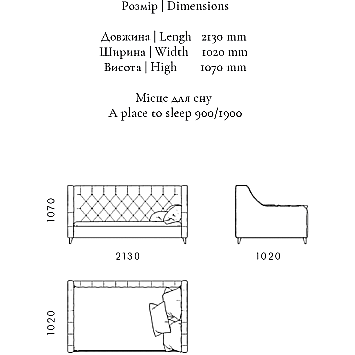 Розмір | Dimensions
Довжина | Lengh 2130 mm
Ширина | Width 1020 mm
Висота | High 1070 mm
Місце для сну
A place to sleep 900/1900
1070
2130
1020
1020